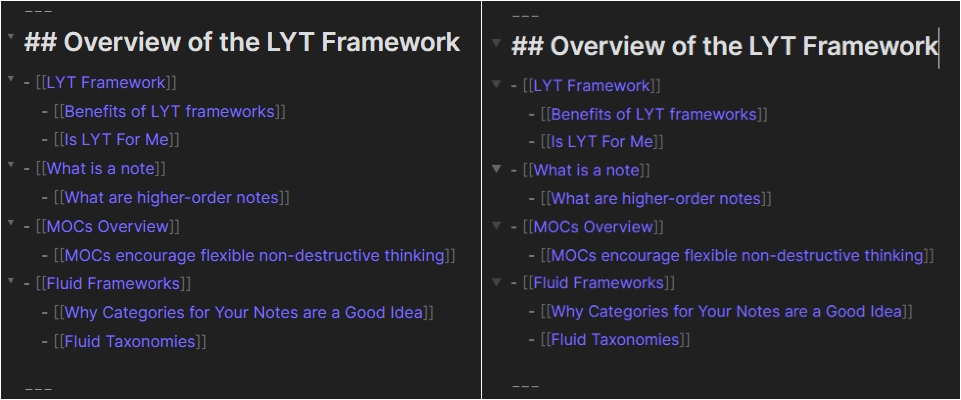 ---
## Overview of the LYT Framework
- [[LYT Framework]]
- [[Benefits of LYT frameworks]]
- [[Is LYT For Me]]
- [[What is a note]]
- [[What are higher-order notes]]
- [[MOCs Overview]]
- [[MOCs encourage flexible non-destructive thinking]]
- [[Fluid Frameworks]]
- [[Why Categories for Your Notes are a Good Idea]]
- [[Fluid Taxonomies]]
---
---
## Overview of the LYT Framework
- [[LYT Framework]]
- [[Benefits of LYT frameworks]]
- [[Is LYT For Me]]
- [[What is a note]]
- [[What are higher-order notes]]
- [[MOCs Overview]]
- [[MOCs encourage flexible non-destructive thinking]]
- [[Fluid Frameworks]]
- [[Why Categories for Your Notes are a Good Idea]]
- [[Fluid Taxonomies]]
---